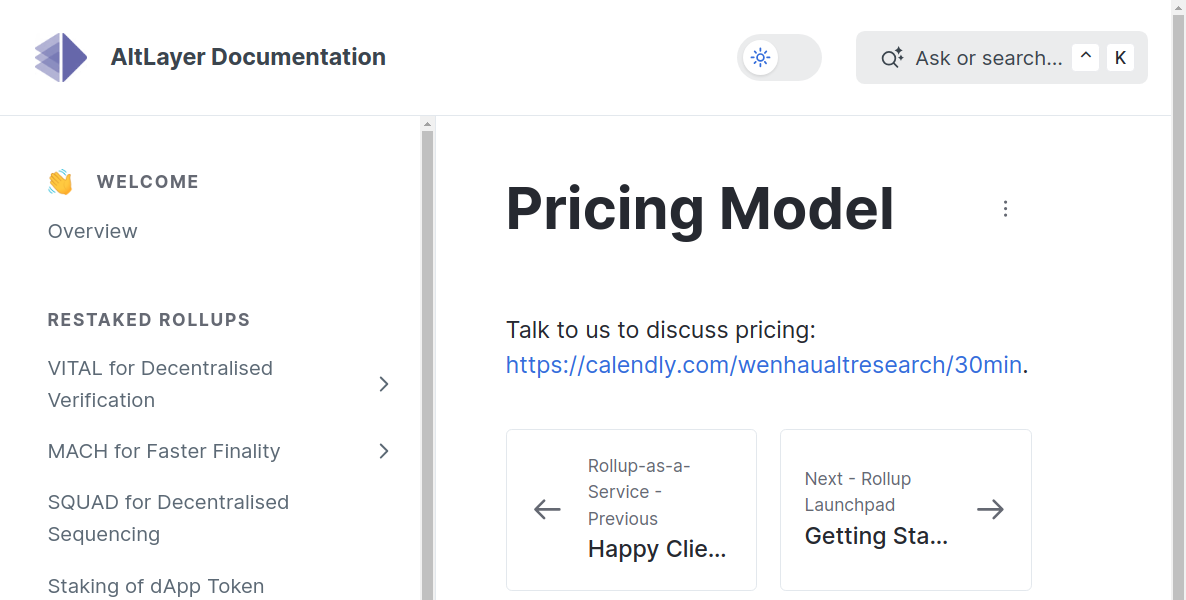 AltLayer Documentation
Ask or search...
^
K
WELCOME
Overview
RESTAKED ROLLUPS
VITAL for Decentralised
Verification
MACH for Faster Finality
SQUAD for Decentralised
Sequencing
Staking of dApp Token
Pricing Model
Talk to us to discuss pricing:
https://calendly.com/wenhaualtresearch/30min.
Rollup-as-a-
Service -
Previous
Happy Clie...
Next - Rollup
Launchpad
Getting Sta...